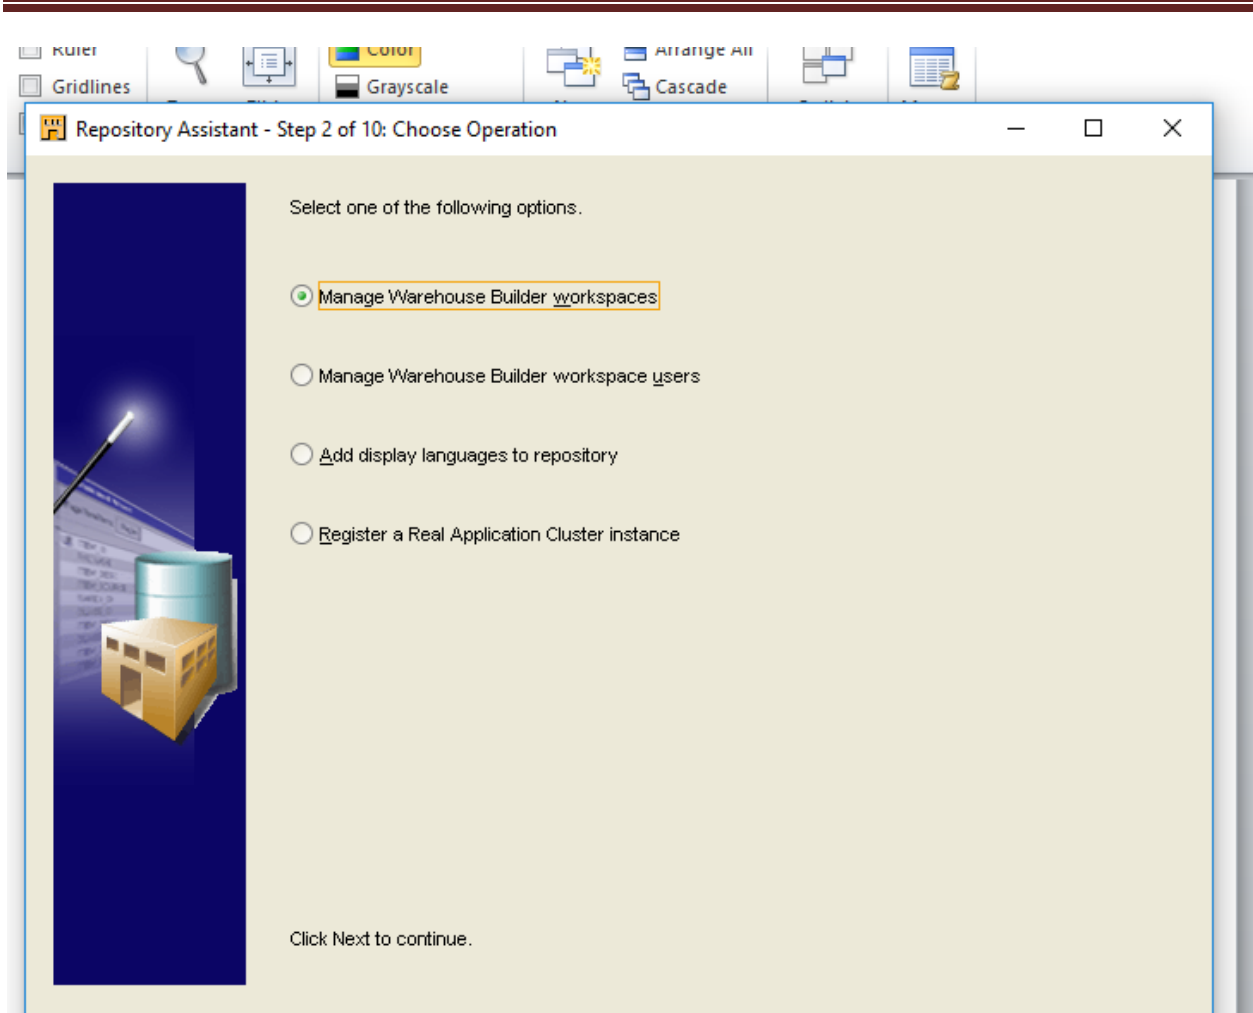 Ruler
Color
Arrange All
Gridlines
Grayscale
Cascade
Repository Assistant - Step 2 of 10: Choose Operation
Select one of the following options.
Manage Warehouse Builder workspaces
Manage Warehouse Builder workspace users
Add display languages to repository
Register a Real Application Cluster instance
Click Next to continue.